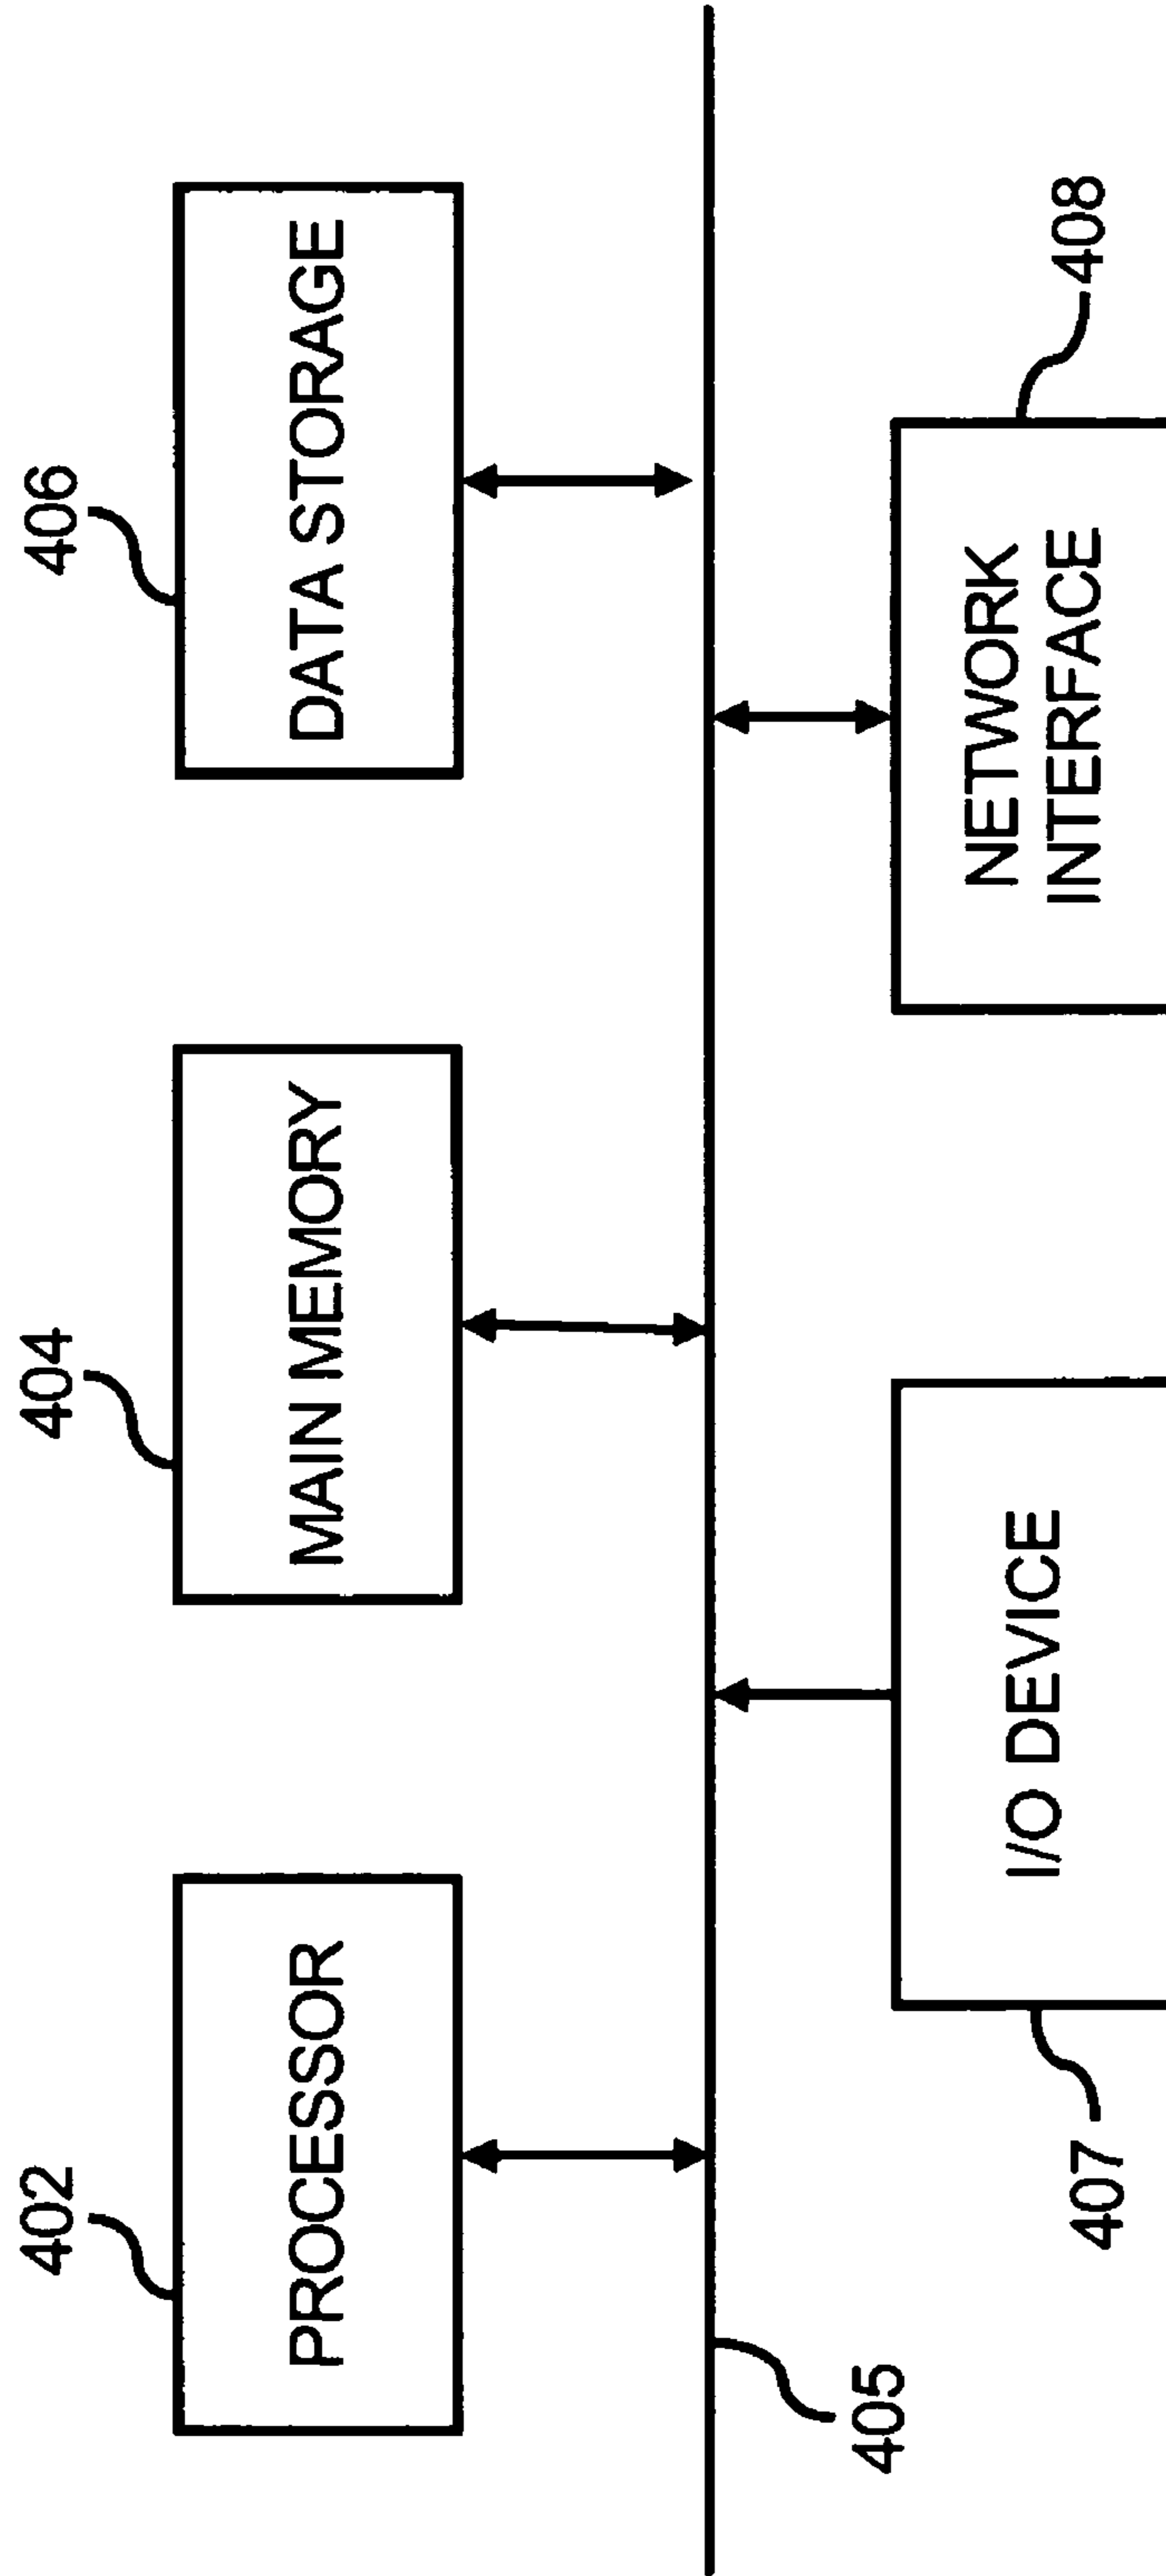 402
404
406
PROCESSOR
MAIN MEMORY
DATA STORAGE
405
407
I/O DEVICE
NETWORK
INTERFACE
408